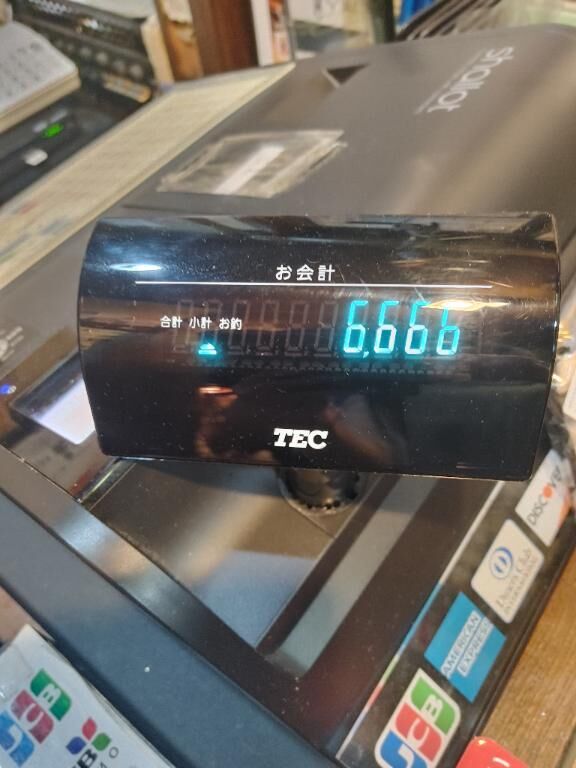 shallot
お会計
合計 小計 お釣
6,666
TEC
DISCOVER
Diners Club
INTERNATIONAL
AMERICAN
EXPRESS
JCB
JCB